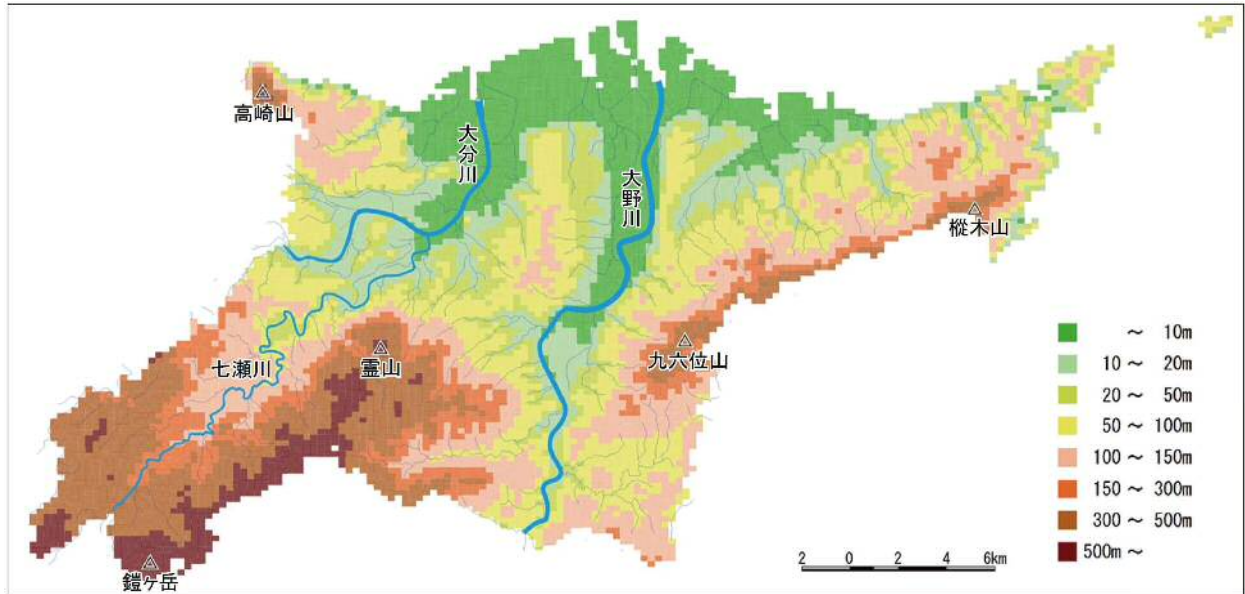 高崎山
大分川
大野川
樅木山
九六位山
霊山
七瀬川
鎧ヶ岳
～ 10m
10 ～ 20m
20 ～ 50m
50 ～ 100m
100 ～ 150m
150 ～ 300m
300 ～ 500m
500m ～
2 0 2 4 6km